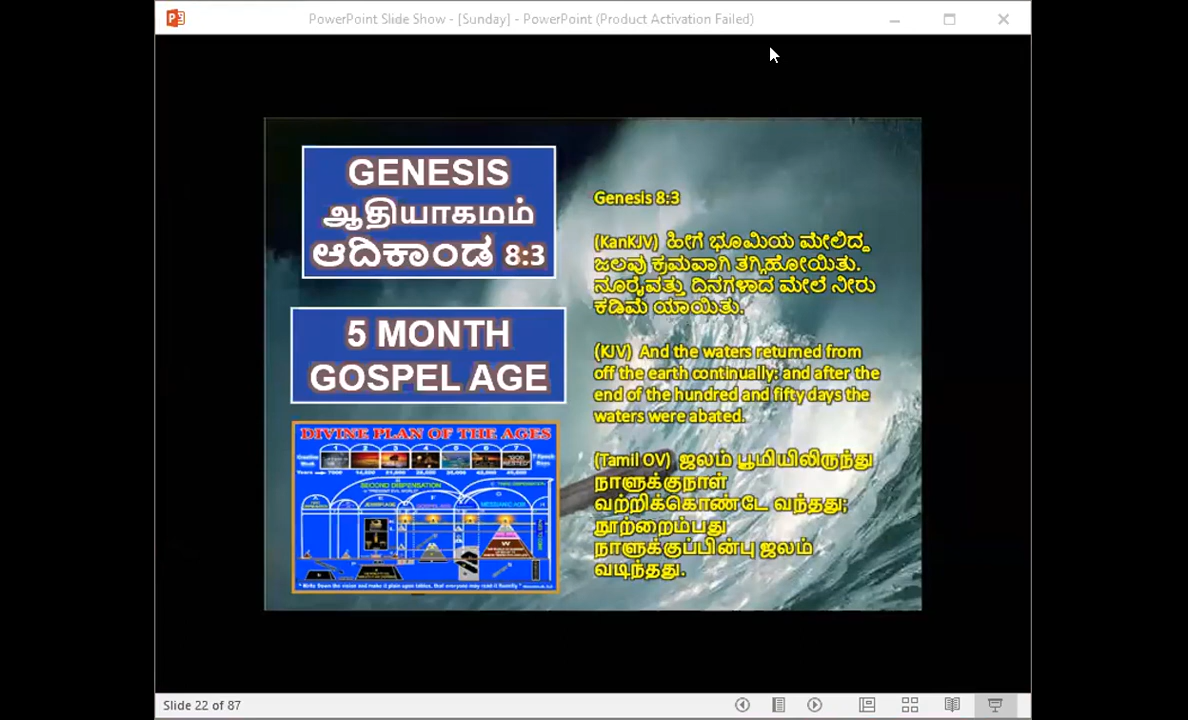 PowerPoint Slide Show - [Sunday] - PowerPoint (Product Activation Failed)
GENESIS
ஆதியாகமம்
ಆದಿಕಾಂಡ 8:3
5 MONTH
GOSPEL AGE
DIVINE PLAN OF THE AGES
SECOND DISPENSATION
Genesis 8:3
(KanKJV) ಹೀಗೆ ಭೂಮಿಯ ಮೇಲಿದ್ದ
ಜಲವು ಕ್ರಮವಾಗಿ ತಗ್ಗಿಹೋಯಿತು.
ನೂರೈವತ್ತು ದಿನಗಳಾದ ಮೇಲೆ ನೀರು
ಕಡಿಮೆ ಯಾಯಿತು.
(KJV) And the waters returned from
off the earth continually: and after the
end of the hundred and fifty days the
waters were abated.
(Tamil OV) ஜலம் பூமியிலிருந்து
நாளுக்குநாள்
வற்றிக்கொண்டே வந்தது;
நூற்றைம்பது
நாளுக்குப்பின்பு ஜலம்
வடிந்தது.
Slide 22 of 87